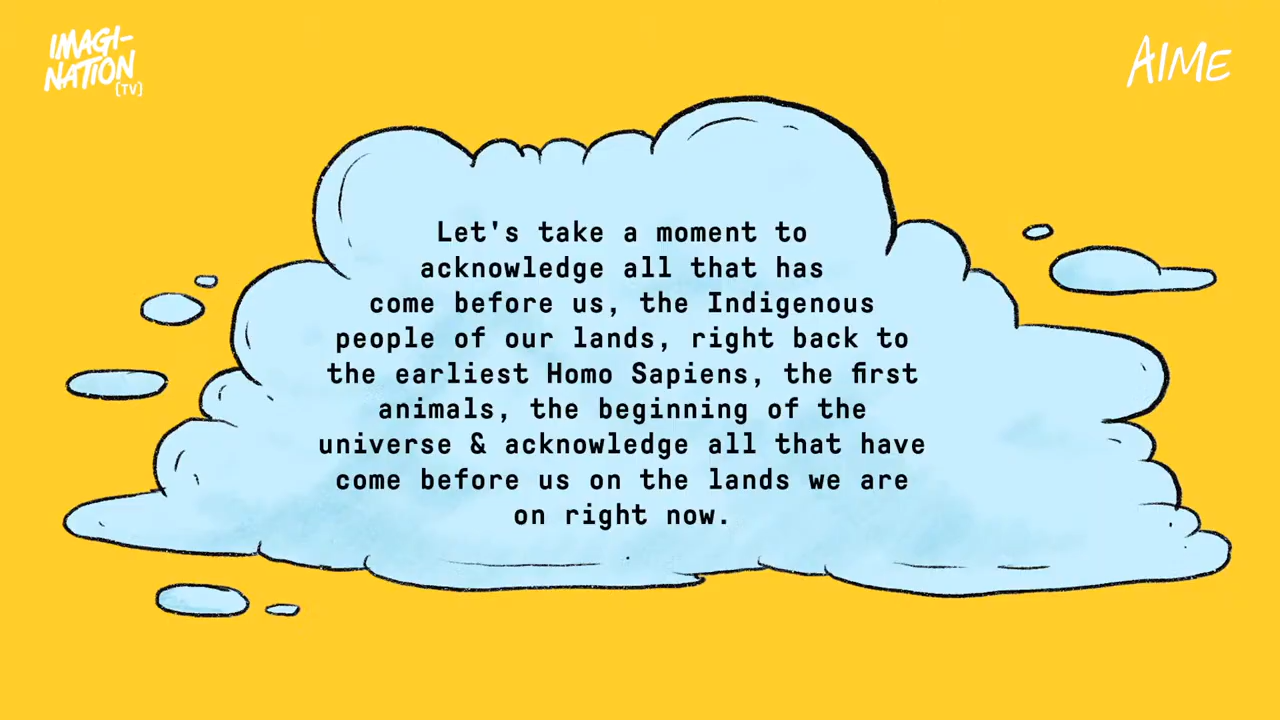 IMAGI-
NATION
[TV]
AIME
Let's take a moment to
acknowledge all that has
come before us, the Indigenous
people of our lands, right back to
the earliest Homo Sapiens, the first
animals, the beginning of the
universe & acknowledge all that have
come before us on the lands we are
on right now.